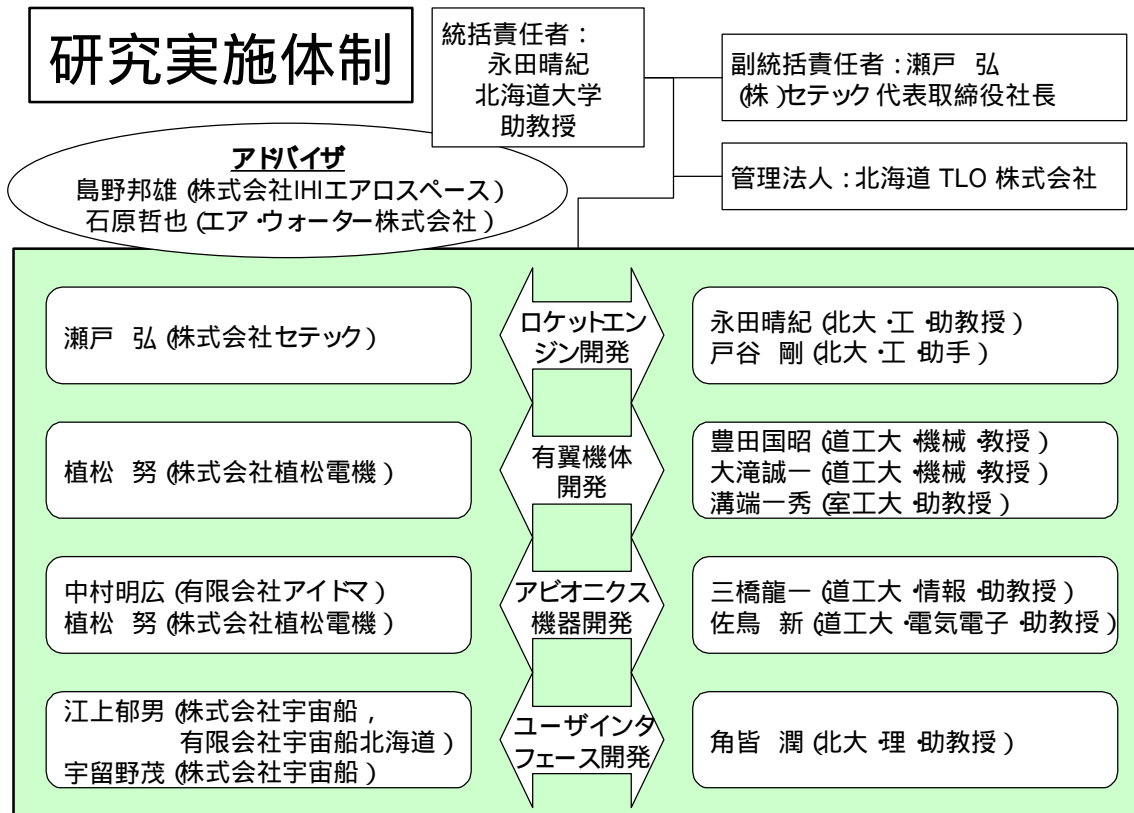 研究実施体制
統括責任者：
永田晴紀
北海道大学
助教授
副統括責任者：瀬戸　弘
(株)セテック 代表取締役社長
管理法人：北海道 TLO 株式会社
アドバイザ
島野邦雄(株式会社IHIエアロスペース)
石原哲也(エア・ウォーター株式会社)
瀬戸　弘(株式会社セテック)
ロケットエン
ジン開発
永田晴紀(北大・工・助教授)
戸谷　剛(北大・工・助手)
植松　努(株式会社植松電機)
有翼機体
開発
豊田国昭(道工大・機械・教授)
大滝誠一(道工大・機械・教授)
溝端一秀(室工大・助教授)
中村明広(有限会社アイドマ)
植松　努(株式会社植松電機)
アビオニクス
機器開発
三橋龍一(道工大・情報・助教授)
佐鳥　新(道工大・電気電子・助教授)
江上郁男(株式会社宇宙船，
有限会社宇宙船北海道)
宇留野茂(株式会社宇宙船)
ユーザインタ
フェース開発
角皆　潤(北大・理・助教授)